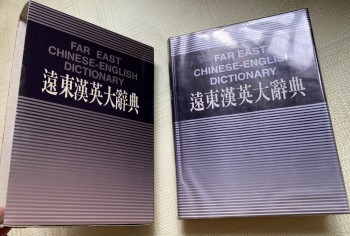 FAR EAST
CHINESE-ENGLISH
DICTIONARY
遠東漢英大辭典
FAR EAST
CHINESE-ENGLISH
DICTIONARY
遠東漢英大辭典